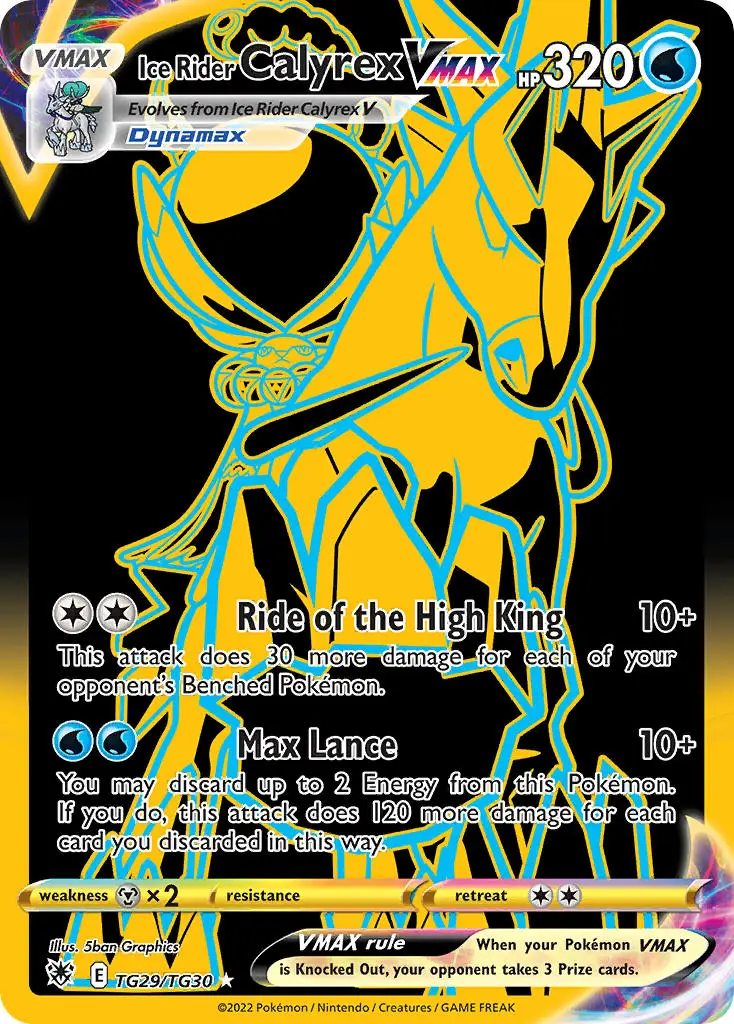 VMAX
Ice Rider Calyrex VMAX HP 320
Evolves from Ice Rider Calyrex V
Dynamax
Ride of the High King 10+
This attack does 30 more damage for each of your
opponent's Benched Pokémon.
Max Lance 10+
You may discard up to 2 Energy from this Pokémon.
If you do, this attack does 120 more damage for each
card you discarded in this way.
weakness ×2 resistance retreat
Illus. 5ban Graphics
VMAX rule When your Pokémon VMAX
is Knocked Out, your opponent takes 3 Prize cards.
E TG29/TG30
©2022 Pokémon / Nintendo / Creatures / GAME FREAK